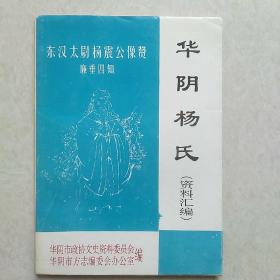 东汉太尉杨震公像赞
廉垂四知
华阴杨氏
（资料汇编）
华阴市政协文史资料委员会
华阴市方志编委会办公室
编